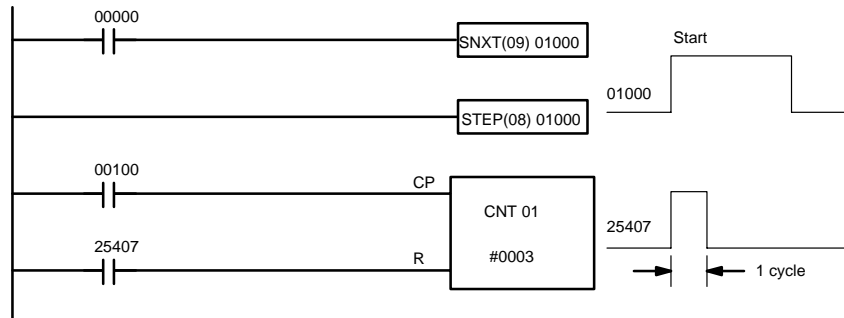 00000
SNXT(09) 01000
Start
01000
STEP(08) 01000
00100
CP
CNT 01
#0003
25407
R
25407
1 cycle